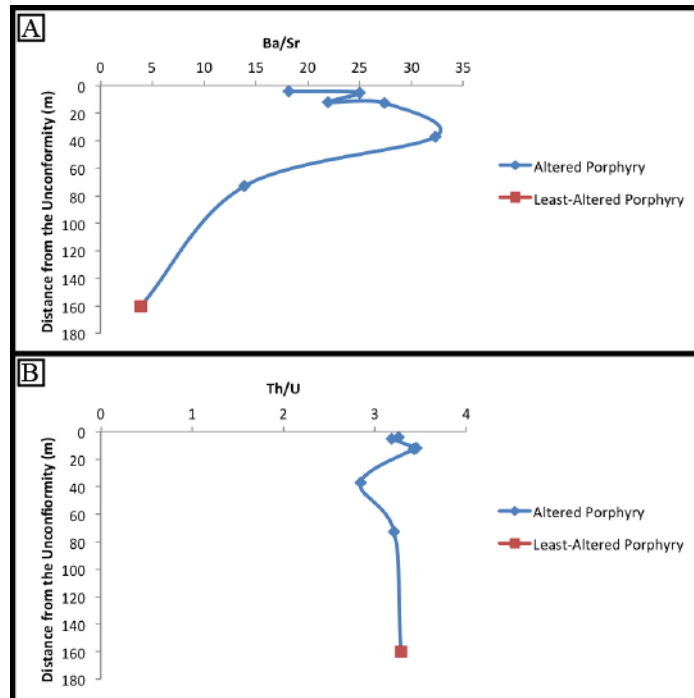 A
Ba/Sr
0 5 10 15 20 25 30 35
0
20
40
60
80
100
120
140
160
180
Distance from the Unconformity (m)
Altered Porphyry
Least-Altered Porphyry
B
Th/U
0 1 2 3 4
0
20
40
60
80
100
120
140
160
180
Distance from the Unconfiormity (m)
Altered Porphyry
Least-Altered Porphyry